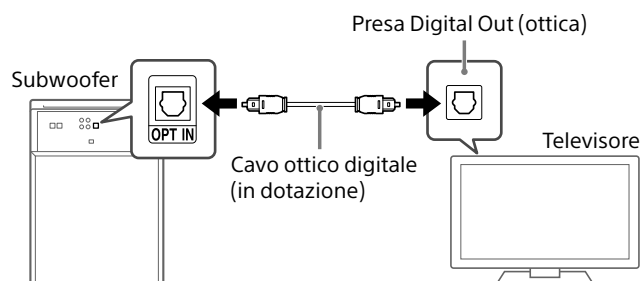 Presa Digital Out (ottica)
Subwoofer
OPT IN
Cavo ottico digitale
(in dotazione)
Televisore